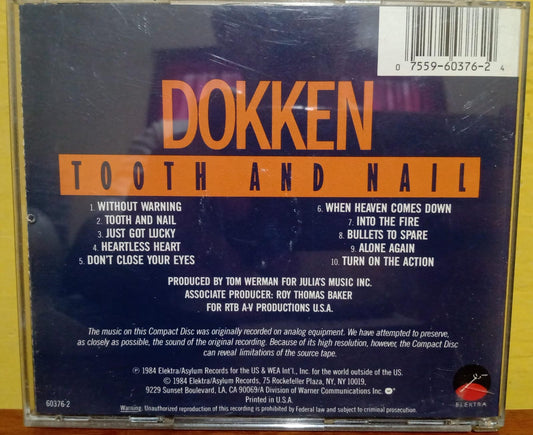 0 7559-60376-2 4
DOKKEN
TOOTH AND NAIL
1. WITHOUT WARNING
2. TOOTH AND NAIL
3. JUST GOT LUCKY
4. HEARTLESS HEART
5. DON'T CLOSE YOUR EYES
6. WHEN HEAVEN COMES DOWN
7. INTO THE FIRE
8. BULLETS TO SPARE
9. ALONE AGAIN
10. TURN ON THE ACTION
PRODUCED BY TOM WERMAN FOR JULIA'S MUSIC INC.
ASSOCIATE PRODUCER: ROY THOMAS BAKER
FOR RTB A-V PRODUCTIONS U.S.A.
The music on this Compact Disc was originally recorded on analog equipment. We have attempted to preserve,
as closely as possible, the sound of the original recording. Because of its high resolution, however, the Compact Disc
can reveal limitations of the source tape.
℗ 1984 Elektra/Asylum Records for the US & WEA Int'l., Inc. for the world outside of the US.
© 1984 Elektra/Asylum Records, 75 Rockefeller Plaza, NY, NY 10019,
9229 Sunset Boulevard, LA, CA 90069/A Division of Warner Communications Inc.
Printed in U.S.A.
60376-2
Warning: Unauthorized reproduction of this recording is prohibited by Federal law and subject to criminal prosecution.
ELEKTRA